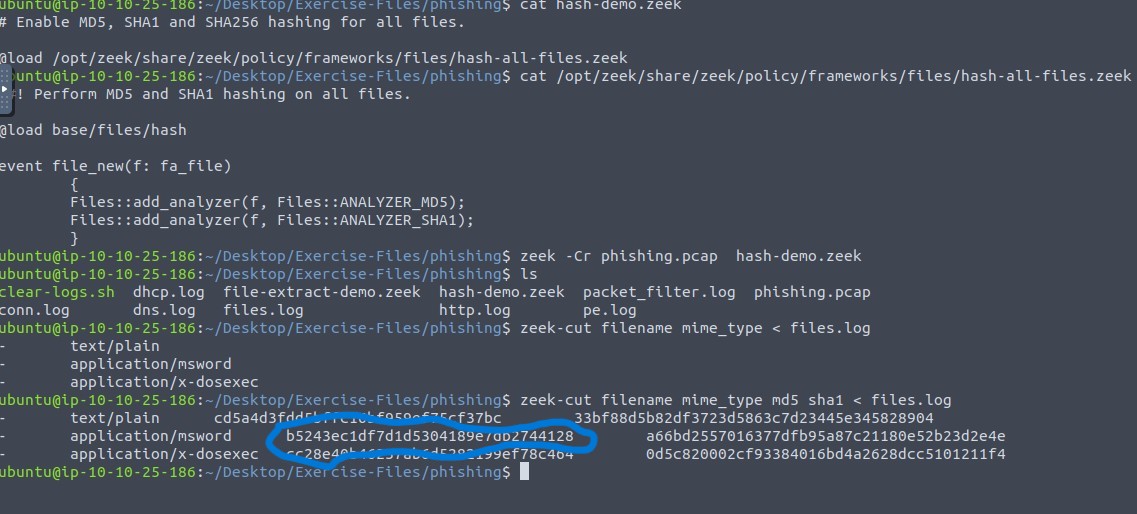 ubuntu@ip-10-10-25-186:~/Desktop/Exercise-Files/phishing$ cat hash-demo.zeek
# Enable MD5, SHA1 and SHA256 hashing for all files.
@load /opt/zeek/share/zeek/policy/frameworks/files/hash-all-files.zeek
ubuntu@ip-10-10-25-186:~/Desktop/Exercise-Files/phishing$ cat /opt/zeek/share/zeek/policy/frameworks/files/hash-all-files.zeek
! Perform MD5 and SHA1 hashing on all files.
@load base/files/hash
event file_new(f: fa_file)
{
Files::add_analyzer(f, Files::ANALYZER_MD5);
Files::add_analyzer(f, Files::ANALYZER_SHA1);
}
ubuntu@ip-10-10-25-186:~/Desktop/Exercise-Files/phishing$ zeek -Cr phishing.pcap  hash-demo.zeek
ubuntu@ip-10-10-25-186:~/Desktop/Exercise-Files/phishing$ ls
clear-logs.sh  dhcp.log  file-extract-demo.zeek  hash-demo.zeek  packet_filter.log  phishing.pcap
conn.log  dns.log  files.log  http.log  pe.log
ubuntu@ip-10-10-25-186:~/Desktop/Exercise-Files/phishing$ zeek-cut filename mime_type < files.log
- text/plain
- application/msword
- application/x-dosexec
ubuntu@ip-10-10-25-186:~/Desktop/Exercise-Files/phishing$ zeek-cut filename mime_type md5 sha1 < files.log
- text/plain 33bf88d5b82df3723d5863c7d23445e345828904
- application/msword b5243ec1df7d1d5304189e7db2744128 a66bd2557016377dfb95a87c21180e52b23d2e4e
- application/x-dosexec 0d5c820002cf93384016bd4a2628dcc5101211f4
ubuntu@ip-10-10-25-186:~/Desktop/Exercise-Files/phishing$